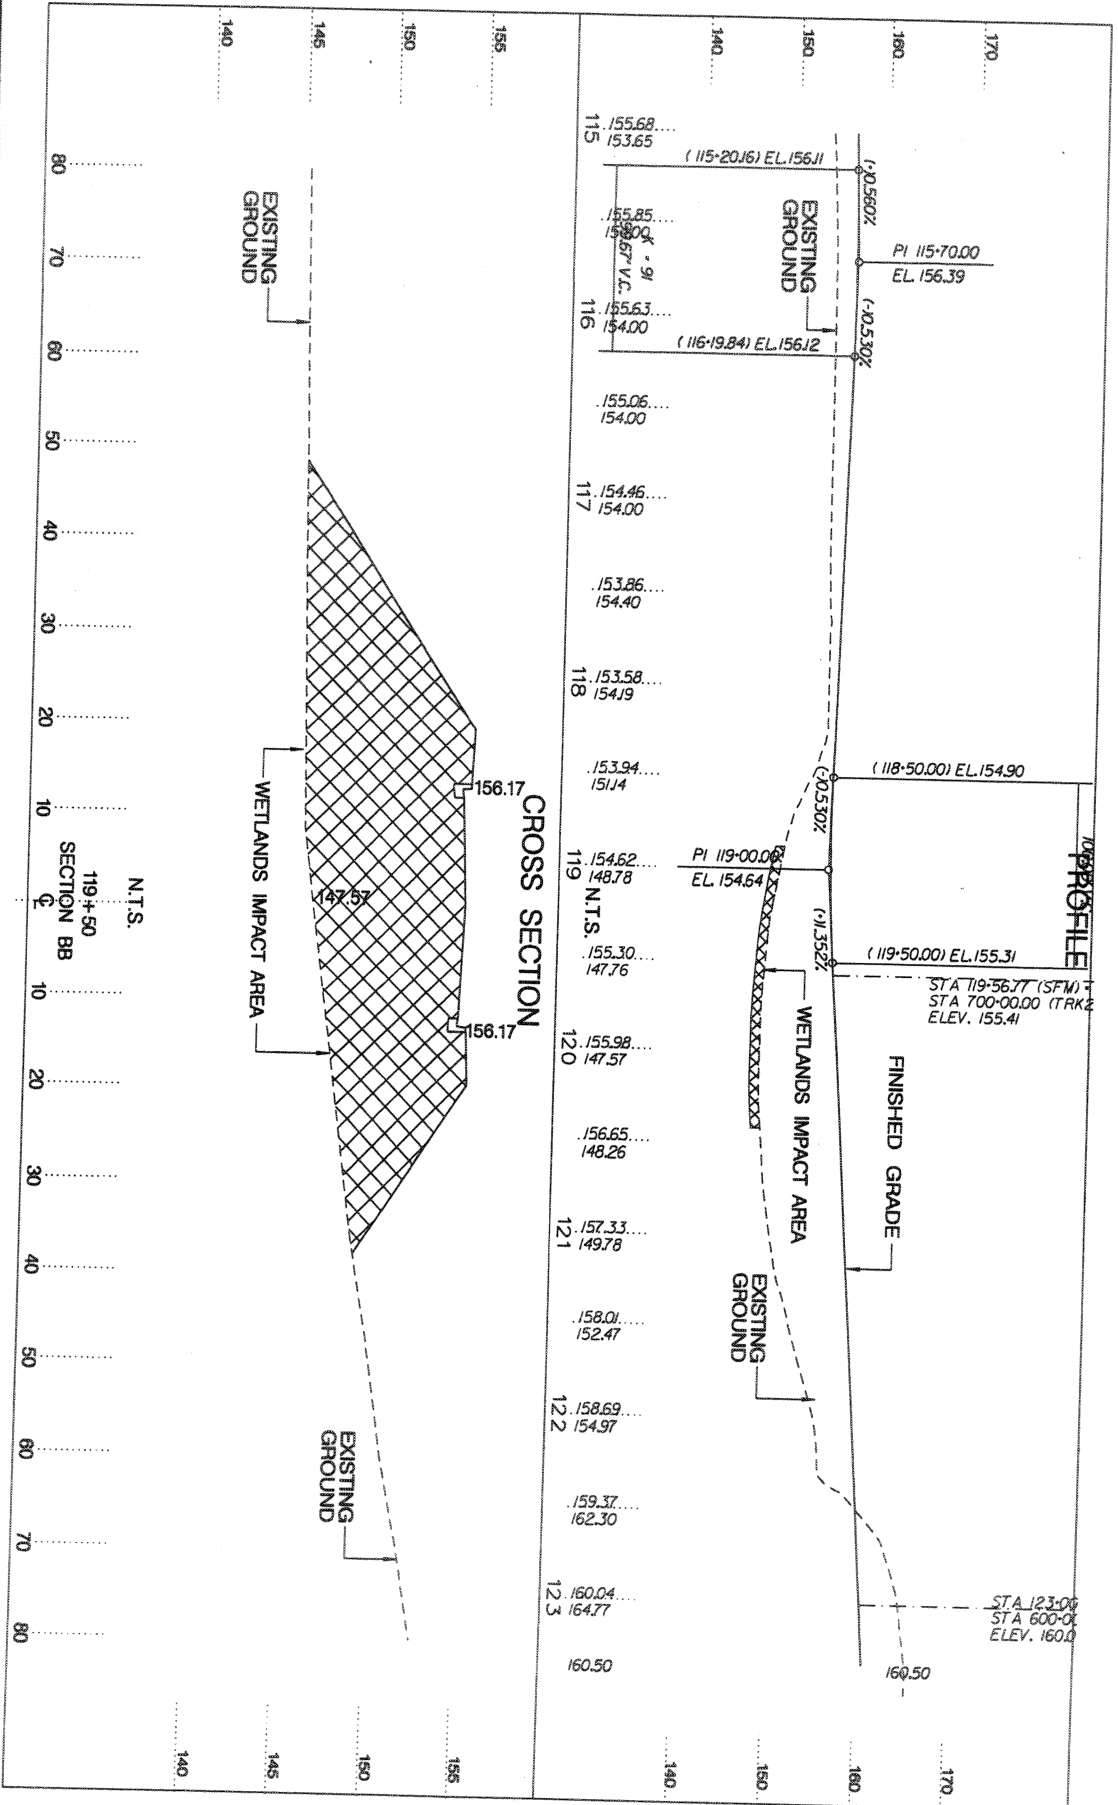 PROFILE
170
160
150
140
170
160
150
140
(-)0.530%
(+)1.352%
(-)0.530%
PI 115+70.00
EL. 156.39
(115+20.16) EL.156.11
(116+19.84) EL.156.12
K = 91
V.C.
EXISTING
GROUND
(118+50.00) EL.154.90
PI 119+00.00
EL. 154.64
(119+50.00) EL.155.31
STA 119+56.77 (SFM) =
STA 700+00.00 (TRK2
ELEV. 155.41
FINISHED GRADE
WETLANDS IMPACT AREA
EXISTING
GROUND
STA 123+00
STA 600+0
ELEV. 160.0
160.50
155.68
153.65
155.85
155.63
154.00
155.06
154.00
154.46
154.00
153.86
154.40
153.58
154.19
153.94
151.14
154.62
148.78
155.30
147.76
155.98
147.57
156.65
148.26
157.33
149.78
158.01
152.47
158.69
154.97
159.37
162.30
160.04
164.77
160.50
115
116
117
118
119
120
121
122
123
N.T.S.
CROSS SECTION
155
150
145
140
155
150
145
140
156.17
156.17
147.57
EXISTING
GROUND
WETLANDS IMPACT AREA
EXISTING
GROUND
80
70
60
50
40
30
20
10
10
20
30
40
50
60
70
80
N.T.S.
119+50
SECTION BB